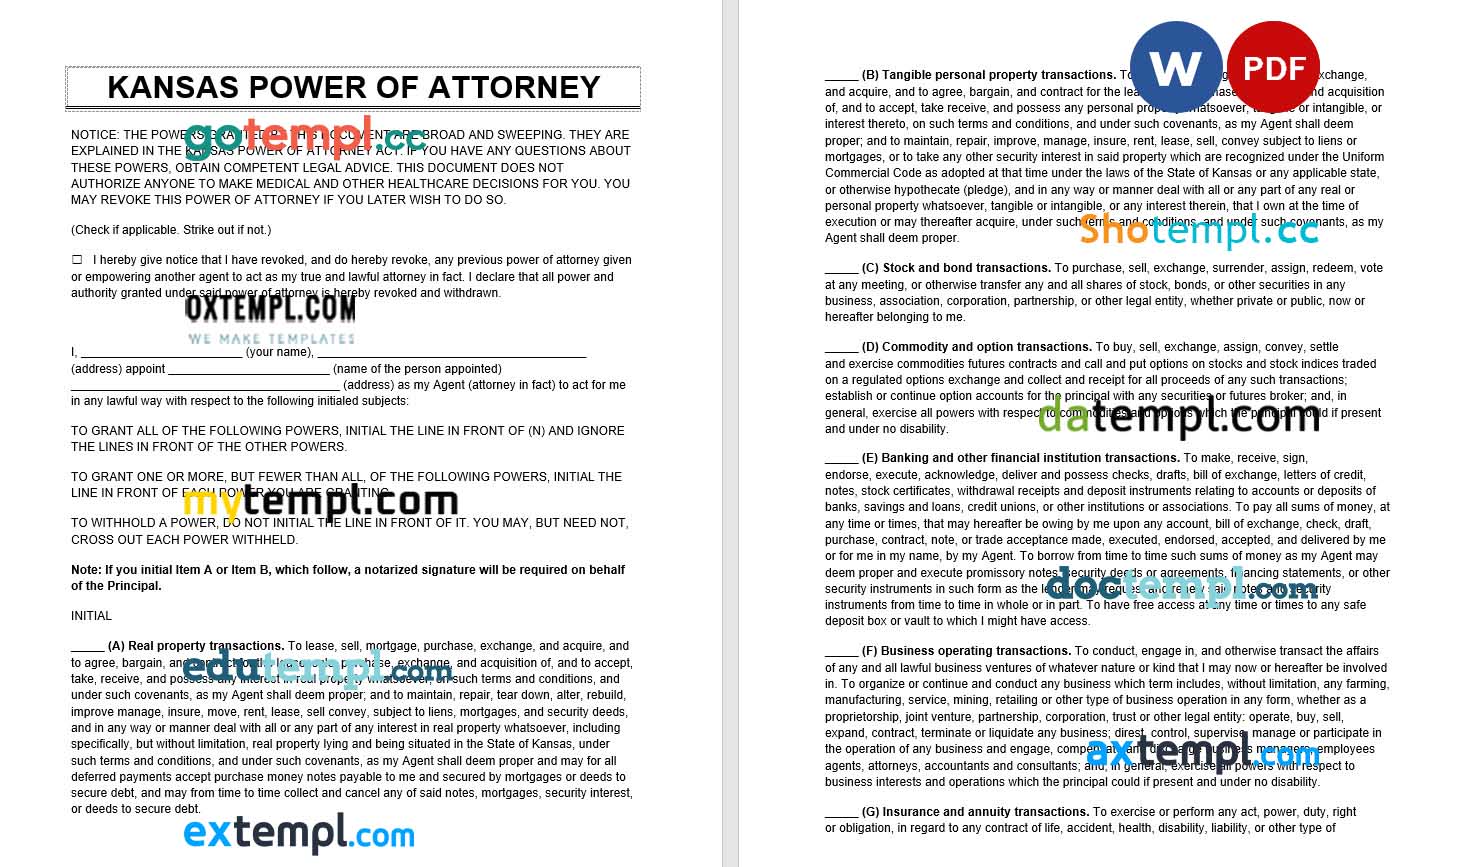 KANSAS POWER OF ATTORNEY
NOTICE: THE POWERS GRANTED BY THIS DOCUMENT ARE BROAD AND SWEEPING. THEY ARE
gotempl.cc
EXPLAINED IN THE KASAS POWER OF ATTORNEY ACT. IF YOU HAVE ANY QUESTIONS ABOUT
THESE POWERS, OBTAIN COMPETENT LEGAL ADVICE. THIS DOCUMENT DOES NOT
AUTHORIZE ANYONE TO MAKE MEDICAL AND OTHER HEALTHCARE DECISIONS FOR YOU. YOU
MAY REVOKE THIS POWER OF ATTORNEY IF YOU LATER WISH TO DO SO.
(Check if applicable. Strike out if not.)
☐ I hereby give notice that I have revoked, and do hereby revoke, any previous power of attorney given
or empowering another agent to act as my true and lawful attorney in fact. I declare that all power and
authority granted under said power of attorney is hereby revoked and withdrawn.
OXTEMPL.COM
WE MAKE TEMPLATES
I, ________________________ (your name), ________________________________________
(address) appoint ________________________ (name of the person appointed)
________________________________________ (address) as my Agent (attorney in fact) to act for me
in any lawful way with respect to the following initialed subjects:
TO GRANT ALL OF THE FOLLOWING POWERS, INITIAL THE LINE IN FRONT OF (N) AND IGNORE
THE LINES IN FRONT OF THE OTHER POWERS.
TO GRANT ONE OR MORE, BUT FEWER THAN ALL, OF THE FOLLOWING POWERS, INITIAL THE
LINE IN FRONT OF EACH POWER YOU ARE GRANTING.
mytempl.com
TO WITHHOLD A POWER, DO NOT INITIAL THE LINE IN FRONT OF IT. YOU MAY, BUT NEED NOT,
CROSS OUT EACH POWER WITHHELD.
Note: If you initial Item A or Item B, which follow, a notarized signature will be required on behalf
of the Principal.
INITIAL
_____ (A) Real property transactions. To lease, sell, mortgage, purchase, exchange, and acquire, and
to agree, bargain, and contract for the lease, sale, purchase, exchange, and acquisition of, and to accept,
edutempl.com
take, receive, and possess any interest in real property whatsoever, on such terms and conditions, and
under such covenants, as my Agent shall deem proper; and to maintain, repair, tear down, alter, rebuild,
improve manage, insure, move, rent, lease, sell convey, subject to liens, mortgages, and security deeds,
and in any way or manner deal with all or any part of any interest in real property whatsoever, including
specifically, but without limitation, real property lying and being situated in the State of Kansas, under
such terms and conditions, and under such covenants, as my Agent shall deem proper and may for all
deferred payments accept purchase money notes payable to me and secured by mortgages or deeds to
secure debt, and may from time to time collect and cancel any of said notes, mortgages, security interest,
or deeds to secure debt.
extempl.com
W PDF
_____ (B) Tangible personal property transactions. To xchange,
and acquire, and to agree, bargain, and contract for the acquisition
of, and to accept, take, receive, and possess any personal property whatsoever, tangible or intangible, or
interest thereto, on such terms and conditions, and under such covenants, as my Agent shall deem
proper; and to maintain, repair, improve, manage, insure, rent, lease, sell, convey subject to liens or
mortgages, or to take any other security interest in said property which are recognized under the Uniform
Commercial Code as adopted at that time under the laws of the State of Kansas or any applicable state,
or otherwise hypothecate (pledge), and in any way or manner deal with all or any part of any real or
personal property whatsoever, tangible or intangible, or any interest therein, that I own at the time of
execution or may thereafter acquire, under such terms and conditions, and under such covenants, as my
Shotempl.cc
Agent shall deem proper.
_____ (C) Stock and bond transactions. To purchase, sell, exchange, surrender, assign, redeem, vote
at any meeting, or otherwise transfer any and all shares of stock, bonds, or other securities in any
business, association, corporation, partnership, or other legal entity, whether private or public, now or
hereafter belonging to me.
_____ (D) Commodity and option transactions. To buy, sell, exchange, assign, convey, settle
and exercise commodities futures contracts and call and put options on stocks and stock indices traded
on a regulated options exchange and collect and receipt for all proceeds of any such transactions;
establish or continue option accounts for the principal with any securities or futures broker; and, in
general, exercise all powers with respect to commodities and options which the principal could if present
datempl.com
and under no disability.
_____ (E) Banking and other financial institution transactions. To make, receive, sign,
endorse, execute, acknowledge, deliver and possess checks, drafts, bill of exchange, letters of credit,
notes, stock certificates, withdrawal receipts and deposit instruments relating to accounts or deposits of
banks, savings and loans, credit unions, or other institutions or associations. To pay all sums of money, at
any time or times, that may hereafter be owing by me upon any account, bill of exchange, check, draft,
purchase, contract, note, or trade acceptance made, executed, endorsed, accepted, and delivered by me
or for me in my name, by my Agent. To borrow from time to time such sums of money as my Agent may
deem proper and execute promissory notes, security deeds or agreements, financing statements, or other
doctempl.com
security instruments in such form as the lender may request and renew said notes and security
instruments from time to time in whole or in part. To have free access at any time or times to any safe
deposit box or vault to which I might have access.
_____ (F) Business operating transactions. To conduct, engage in, and otherwise transact the affairs
of any and all lawful business ventures of whatever nature or kind that I may now or hereafter be involved
in. To organize or continue and conduct any business which term includes, without limitation, any farming,
manufacturing, service, mining, retailing or other type of business operation in any form, whether as a
proprietorship, joint venture, partnership, corporation, trust or other legal entity: operate, buy, sell,
expand, contract, terminate or liquidate any business; direst, control, supervise, manage or participate in
the operation of any business and engage, compensate and discharge business managers, employees
axtempl.com
agents, attorneys, accountants and consultants; and, in general, exercise all powers with respect to
business interests and operations which the principal could if present and under no disability.
_____ (G) Insurance and annuity transactions. To exercise or perform any act, power, duty, right
or obligation, in regard to any contract of life, accident, health, disability, liability, or other type of